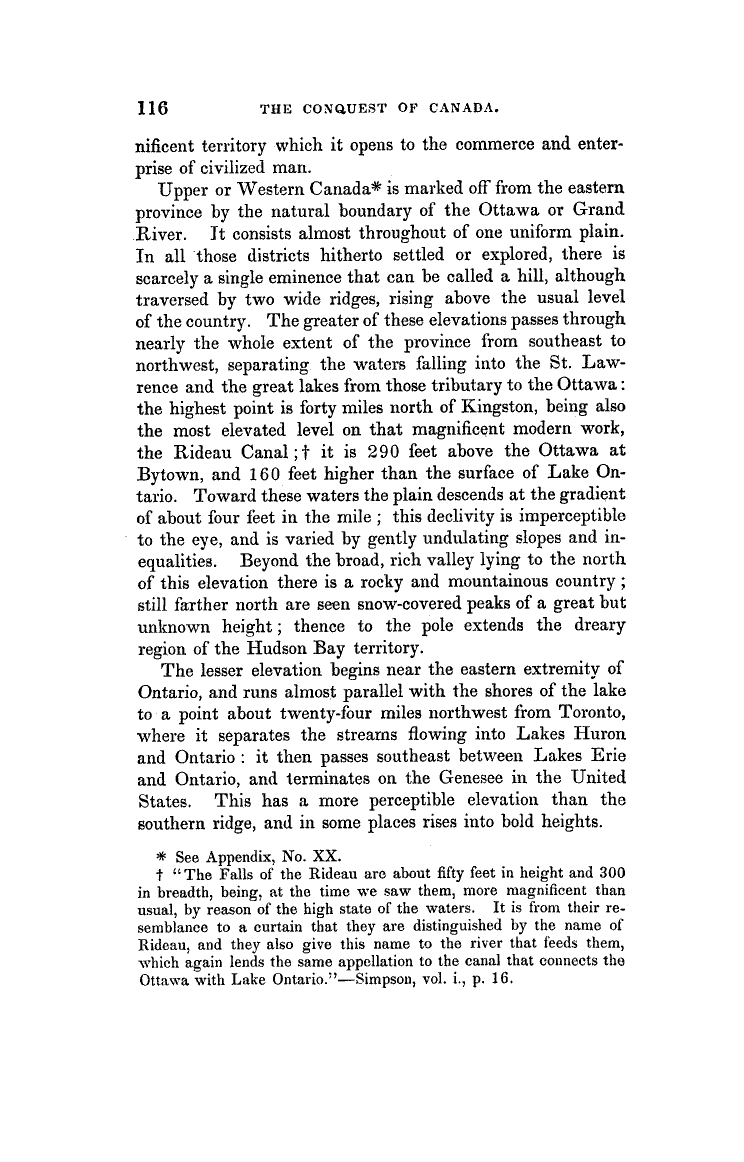 116 THE CONQUEST OF CANADA.
nificent territory which it opens to the commerce and enter-
prise of civilized man.
Upper or Western Canada* is marked off from the eastern
province by the natural boundary of the Ottawa or Grand
River. It consists almost throughout of one uniform plain.
In all those districts hitherto settled or explored, there is
scarcely a single eminence that can be called a hill, although
traversed by two wide ridges, rising above the usual level
of the country. The greater of these elevations passes through
nearly the whole extent of the province from southeast to
northwest, separating the waters falling into the St. Law-
rence and the great lakes from those tributary to the Ottawa:
the highest point is forty miles north of Kingston, being also
the most elevated level on that magnificent modern work,
the Rideau Canal;† it is 290 feet above the Ottawa at
Bytown, and 160 feet higher than the surface of Lake On-
tario. Toward these waters the plain descends at the gradient
of about four feet in the mile; this declivity is imperceptible
to the eye, and is varied by gently undulating slopes and in-
equalities. Beyond the broad, rich valley lying to the north
of this elevation there is a rocky and mountainous country;
still farther north are seen snow-covered peaks of a great but
unknown height; thence to the pole extends the dreary
region of the Hudson Bay territory.
The lesser elevation begins near the eastern extremity of
Ontario, and runs almost parallel with the shores of the lake
to a point about twenty-four miles northwest from Toronto,
where it separates the streams flowing into Lakes Huron
and Ontario: it then passes southeast between Lakes Erie
and Ontario, and terminates on the Genesee in the United
States. This has a more perceptible elevation than the
southern ridge, and in some places rises into bold heights.
* See Appendix, No. XX.
† "The Falls of the Rideau are about fifty feet in height and 300
in breadth, being, at the time we saw them, more magnificent than
usual, by reason of the high state of the waters. It is from their re-
semblance to a curtain that they are distinguished by the name of
Rideau, and they also give this name to the river that feeds them,
which again lends the same appellation to the canal that connects the
Ottawa with Lake Ontario."—Simpson, vol. i., p. 16.